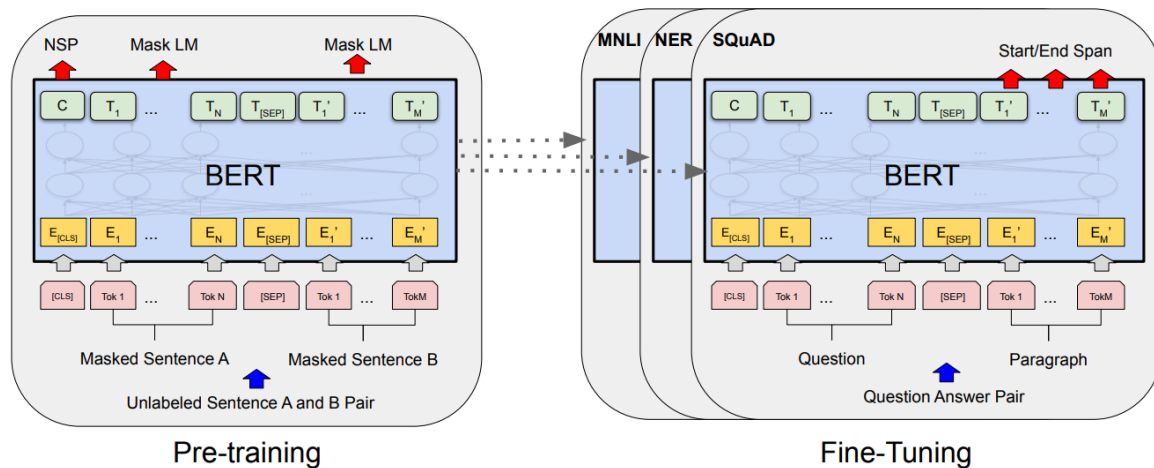 NSP Mask LM Mask LM
C T1 ... TN T[SEP] T1' ... TM'
BERT
E[CLS] E1 ... EN E[SEP] E1' ... EM'
[CLS] Tok 1 ... Tok N [SEP] Tok 1 ... TokM
Masked Sentence A Masked Sentence B
Unlabeled Sentence A and B Pair
Pre-training
MNLI NER SQuAD
Start/End Span
C T1 ... TN T[SEP] T1' ... TM'
BERT
E[CLS] E1 ... EN E[SEP] E1' ... EM'
[CLS] Tok 1 ... Tok N [SEP] Tok 1 ... TokM
Question Paragraph
Question Answer Pair
Fine-Tuning